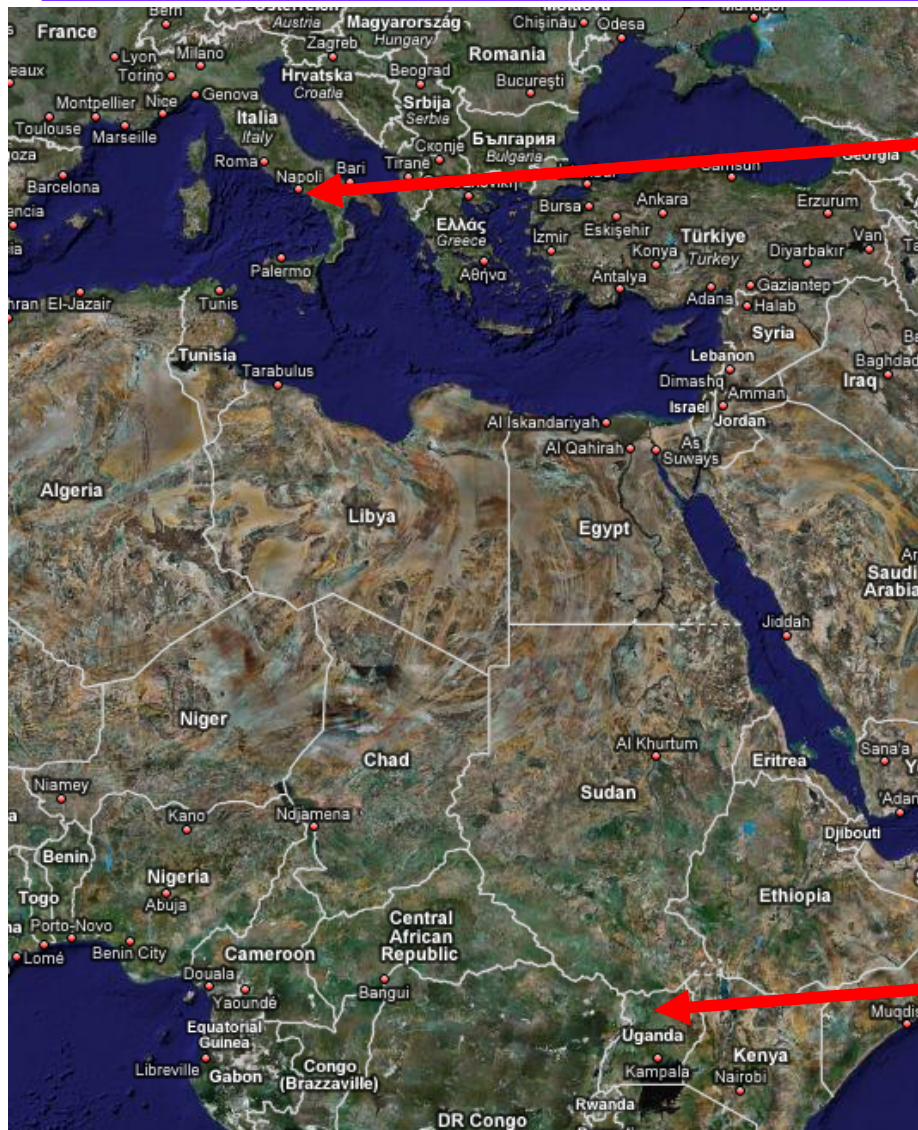 Bern
Austria
Magyarország
Hungary
Chişinău
Odesa
France
Lyon
Milano
Zagreb
Romania
Torino
Hrvatska
Croatia
Beograd
Bucureşti
Montpellier
Nice
Genova
Srbija
Serbia
Toulouse
Marseille
Italia
Italy
България
Bulgaria
Скопје
Roma
Tiranë
Georgia
Barcelona
Napoli
Bari
Samsun
Bursa
Ankara
Erzurum
Ελλάς
Greece
Eskişehir
İzmir
Türkiye
Turkey
Van
Konya
Diyarbakır
Palermo
Αθήνα
Antalya
Gaziantep
Adana
El-Jazair
Tunis
Halab
Syria
Tunisia
Lebanon
Baghdad
Tarabulus
Dimashq
Iraq
Amman
Israel
Al Iskandariyah
Jordan
Al Qahirah
As
Suways
Algeria
Libya
Egypt
Saudi
Arabia
Jiddah
Niger
Al Khurtum
Chad
Eritrea
Sana'a
Niamey
Sudan
'Adan
Kano
Ndjamena
Djibouti
Benin
Nigeria
Togo
Abuja
Ethiopia
Central
African
Republic
Porto-Novo
Lomé
Benin City
Cameroon
Douala
Bangui
Yaoundé
Equatorial
Guinea
Uganda
Muqdis
Libreville
Gabon
Congo
(Brazzaville)
Kampala
Kenya
Nairobi
Rwanda
DR Congo